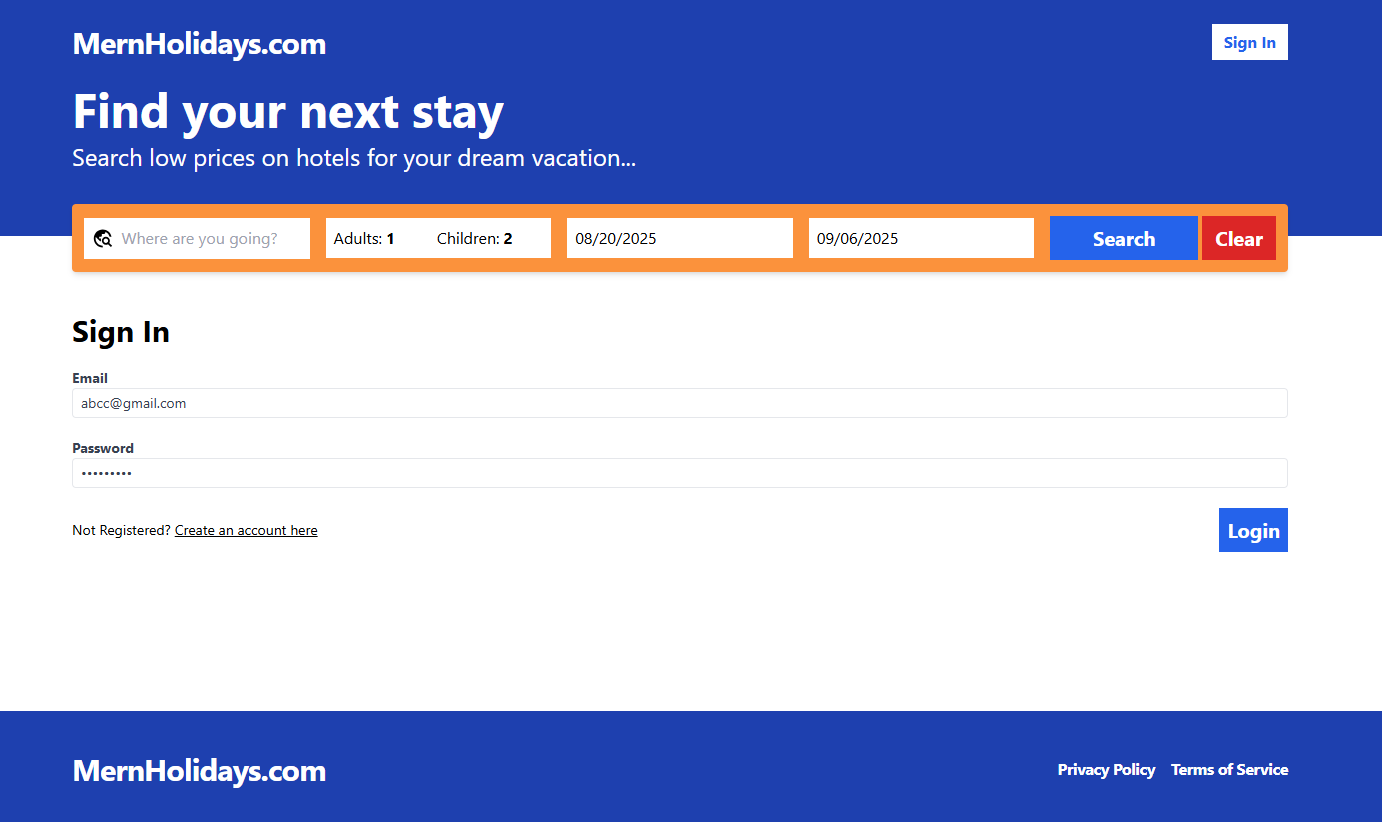 MernHolidays.com
Sign In
Find your next stay
Search low prices on hotels for your dream vacation...
Where are you going?
Adults: 1
Children: 2
08/20/2025
09/06/2025
Search
Clear
Sign In
Email
abcc@gmail.com
Password
•••••••••
Not Registered? Create an account here
Login
MernHolidays.com
Privacy Policy
Terms of Service